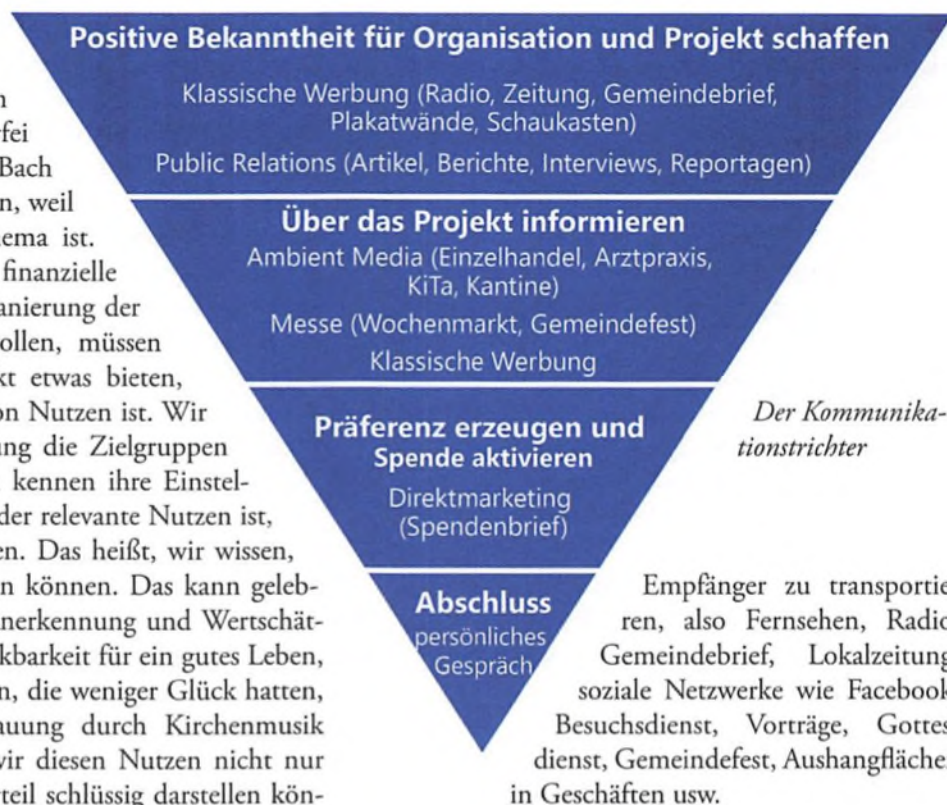 Positive Bekanntheit für Organisation und Projekt schaffen
Klassische Werbung (Radio, Zeitung, Gemeindebrief,
Plakatwände, Schaukasten)
Public Relations (Artikel, Berichte, Interviews, Reportagen)
Über das Projekt informieren
Ambient Media (Einzelhandel, Arztpraxis,
KiTa, Kantine)
Messe (Wochenmarkt, Gemeindefest)
Klassische Werbung
Präferenz erzeugen und
Spende aktivieren
Direktmarketing
(Spendenbrief)
Abschluss
persönliches
Gespräch
Bach
weil
finanzielle
anierung der
ollen, müssen
kt etwas bieten,
on Nutzen ist. Wir
ung die Zielgruppen
kennen ihre Einstel-
der relevante Nutzen ist,
en. Das heißt, wir wissen,
en können. Das kann geleb-
nerkennung und Wertschät-
kbarkeit für ein gutes Leben,
n, die weniger Glück hatten,
auung durch Kirchenmusik
wir diesen Nutzen nicht nur
rteil schlüssig darstellen kön-
Der Kommunika-
tionstrichter
Empfänger zu transportie
ren, also Fernsehen, Radio
Gemeindebrief, Lokalzeitung
soziale Netzwerke wie Facebook
Besuchsdienst, Vorträge, Gottes
dienst, Gemeindefest, Aushangfläche
in Geschäften usw.